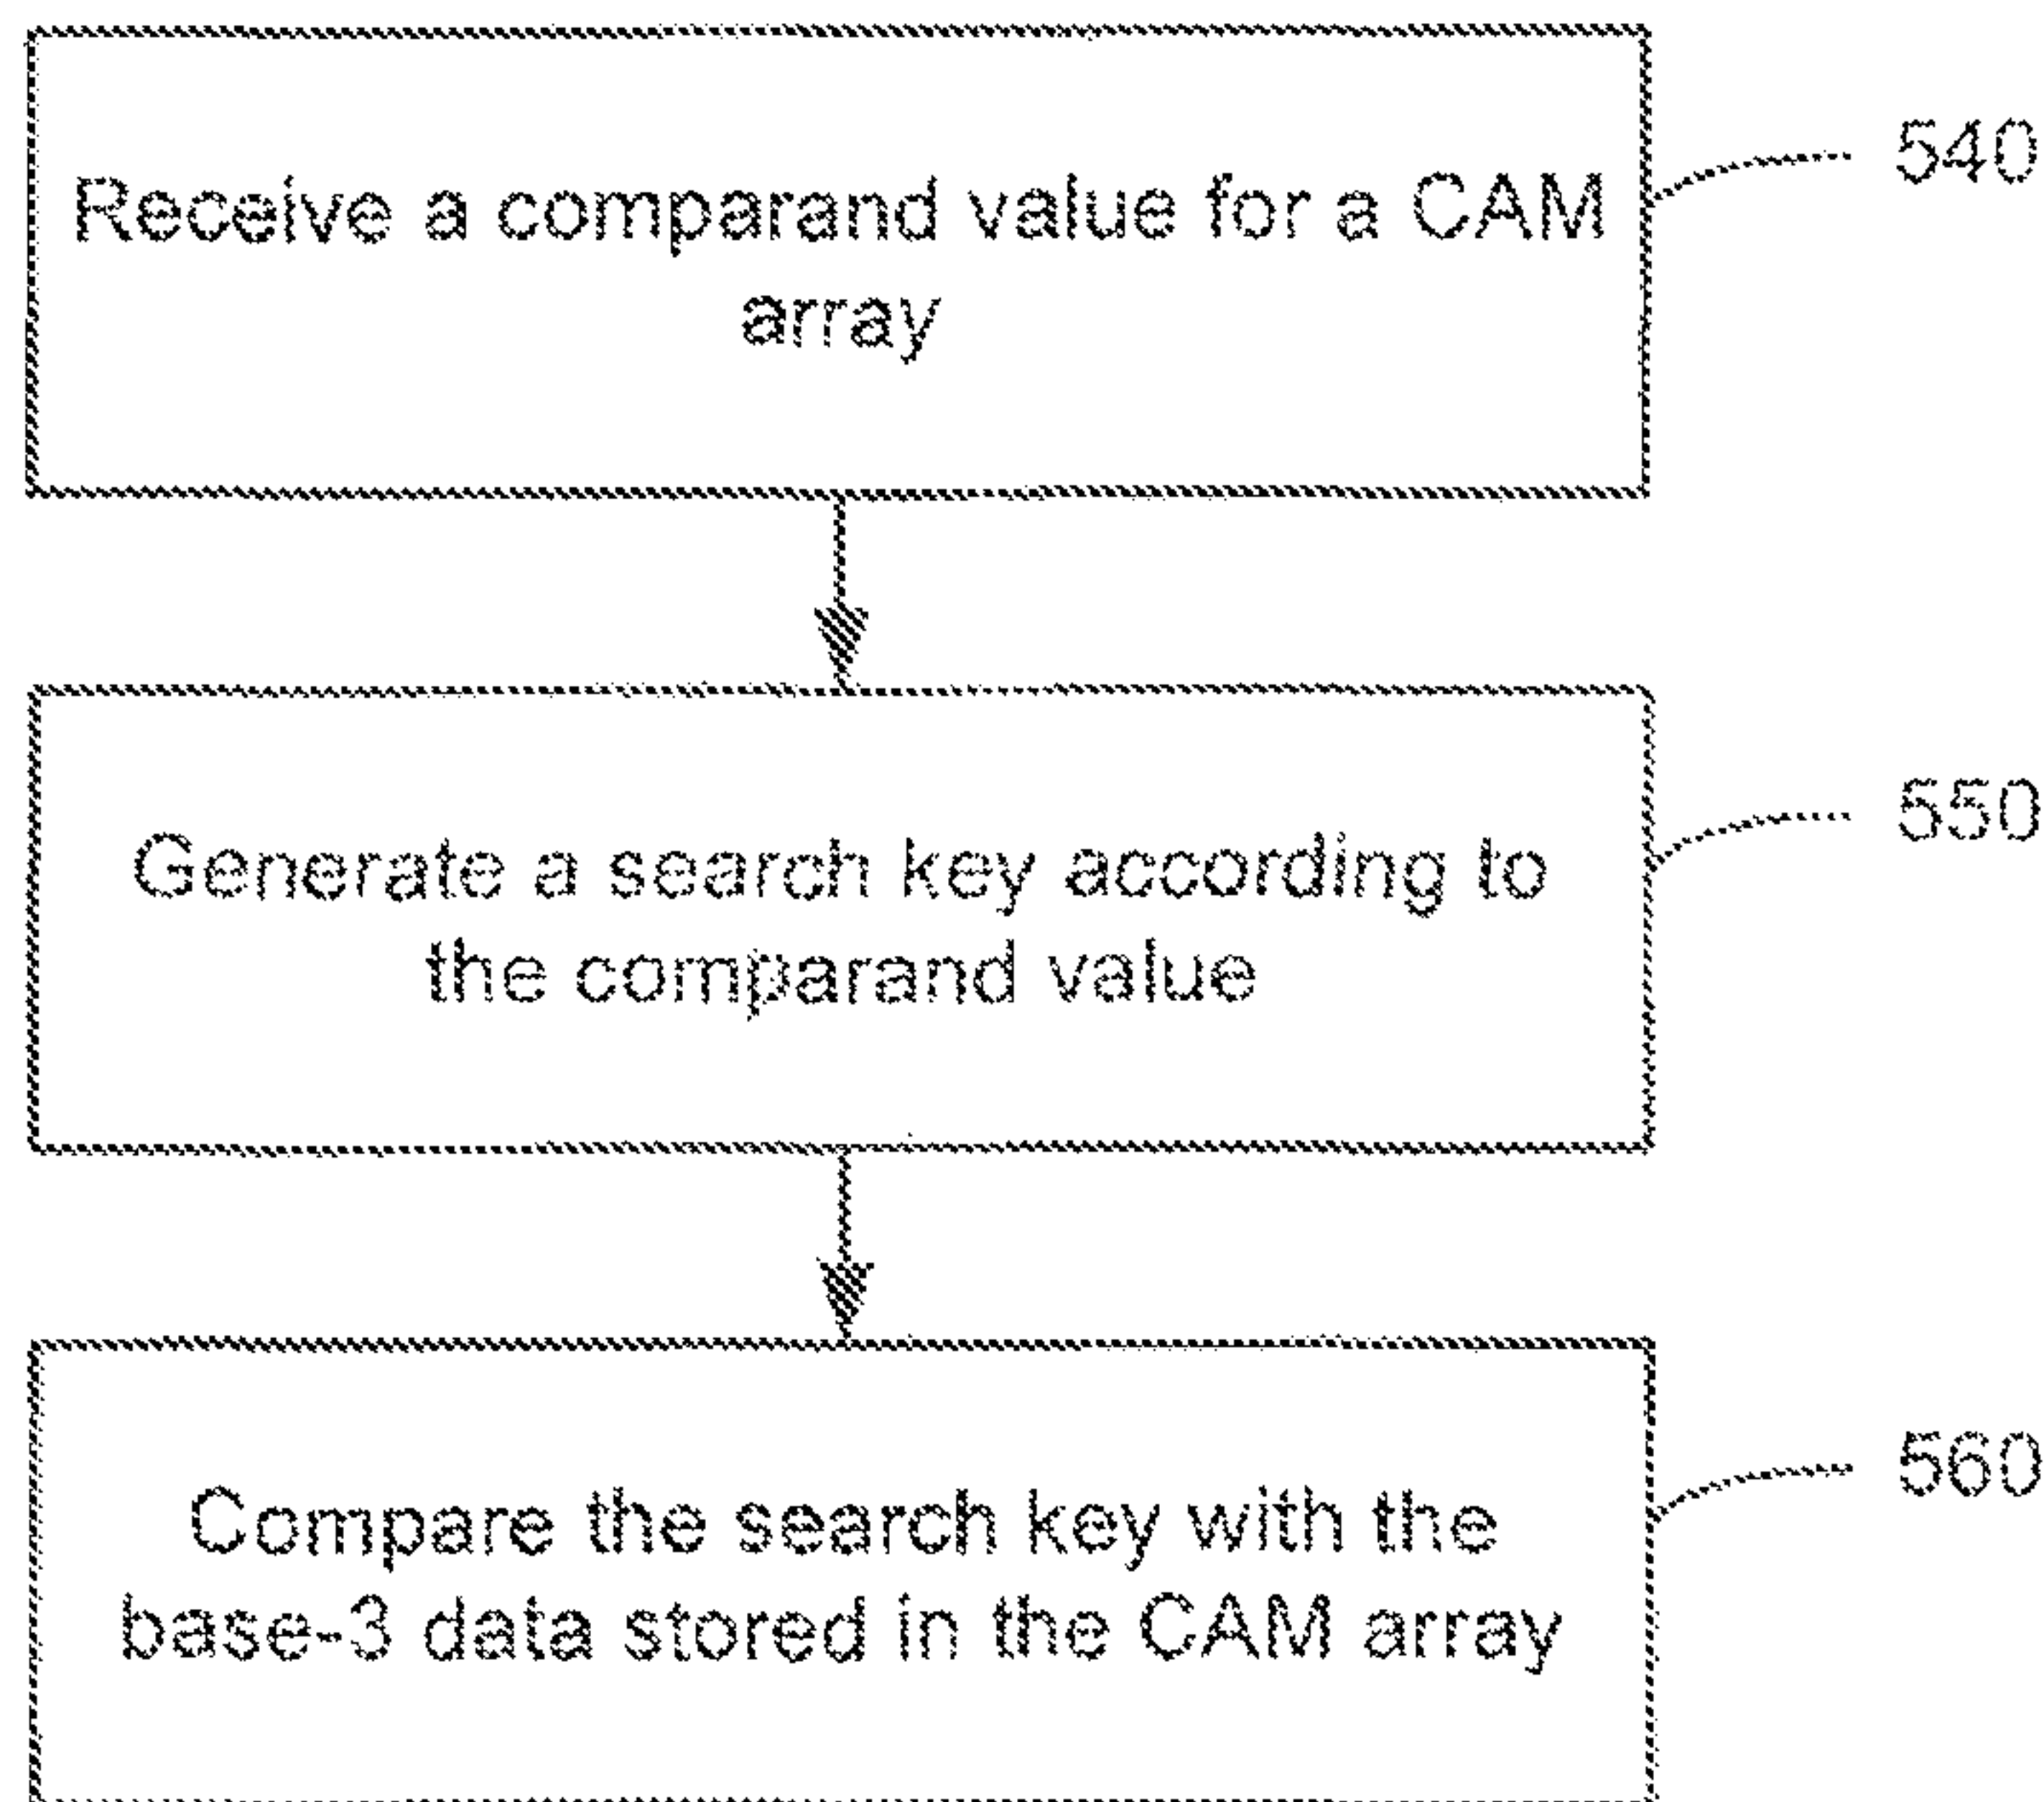 Receive a comparand value for a CAM
array
540
Generate a search key according to
the comparand value
550
Compare the search key with the
base-3 data stored in the CAM array
560